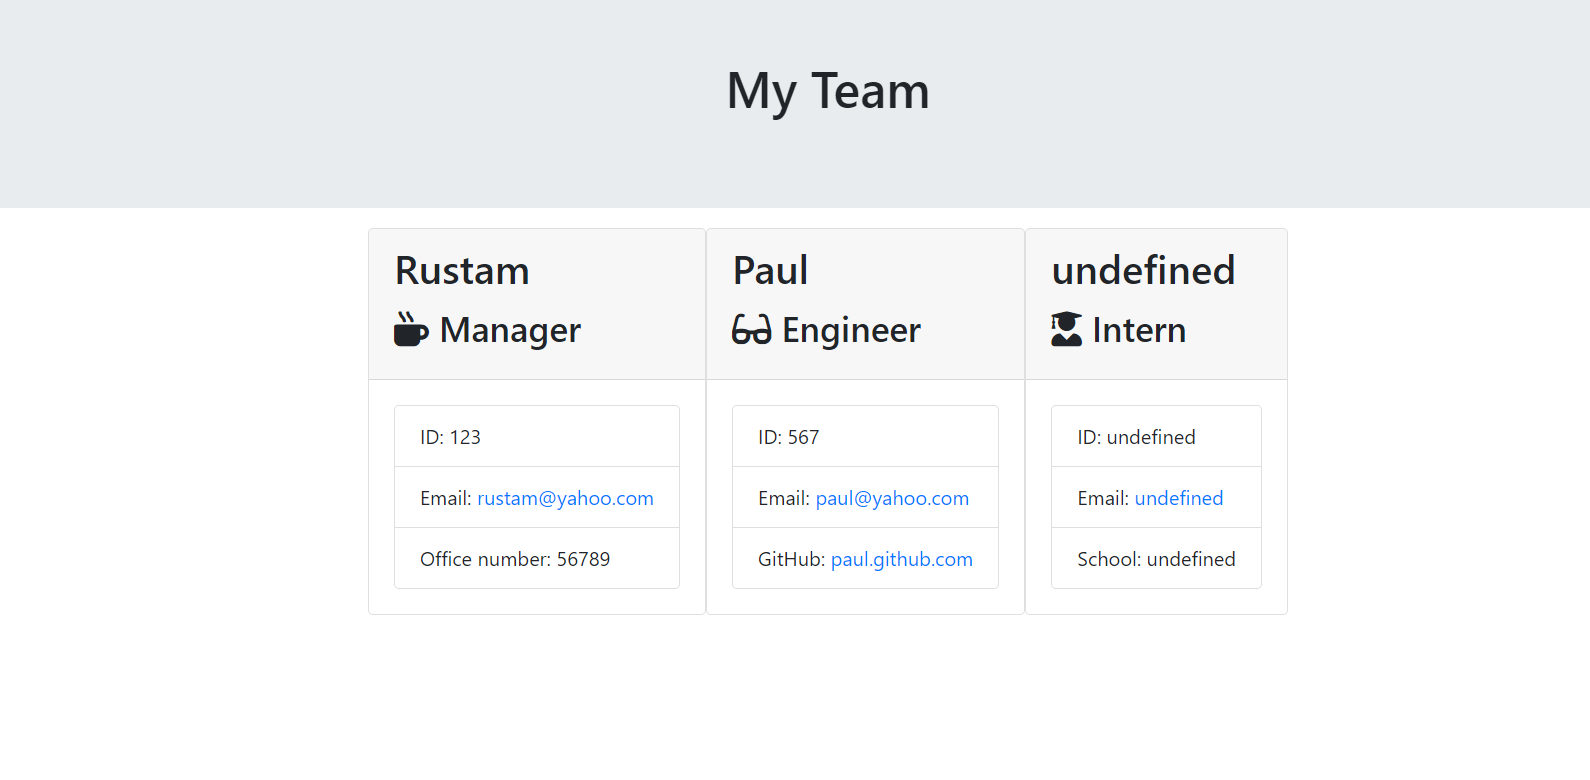 My Team
Rustam
Manager
ID: 123
Email: rustam@yahoo.com
Office number: 56789
Paul
Engineer
ID: 567
Email: paul@yahoo.com
GitHub: paul.github.com
undefined
Intern
ID: undefined
Email: undefined
School: undefined